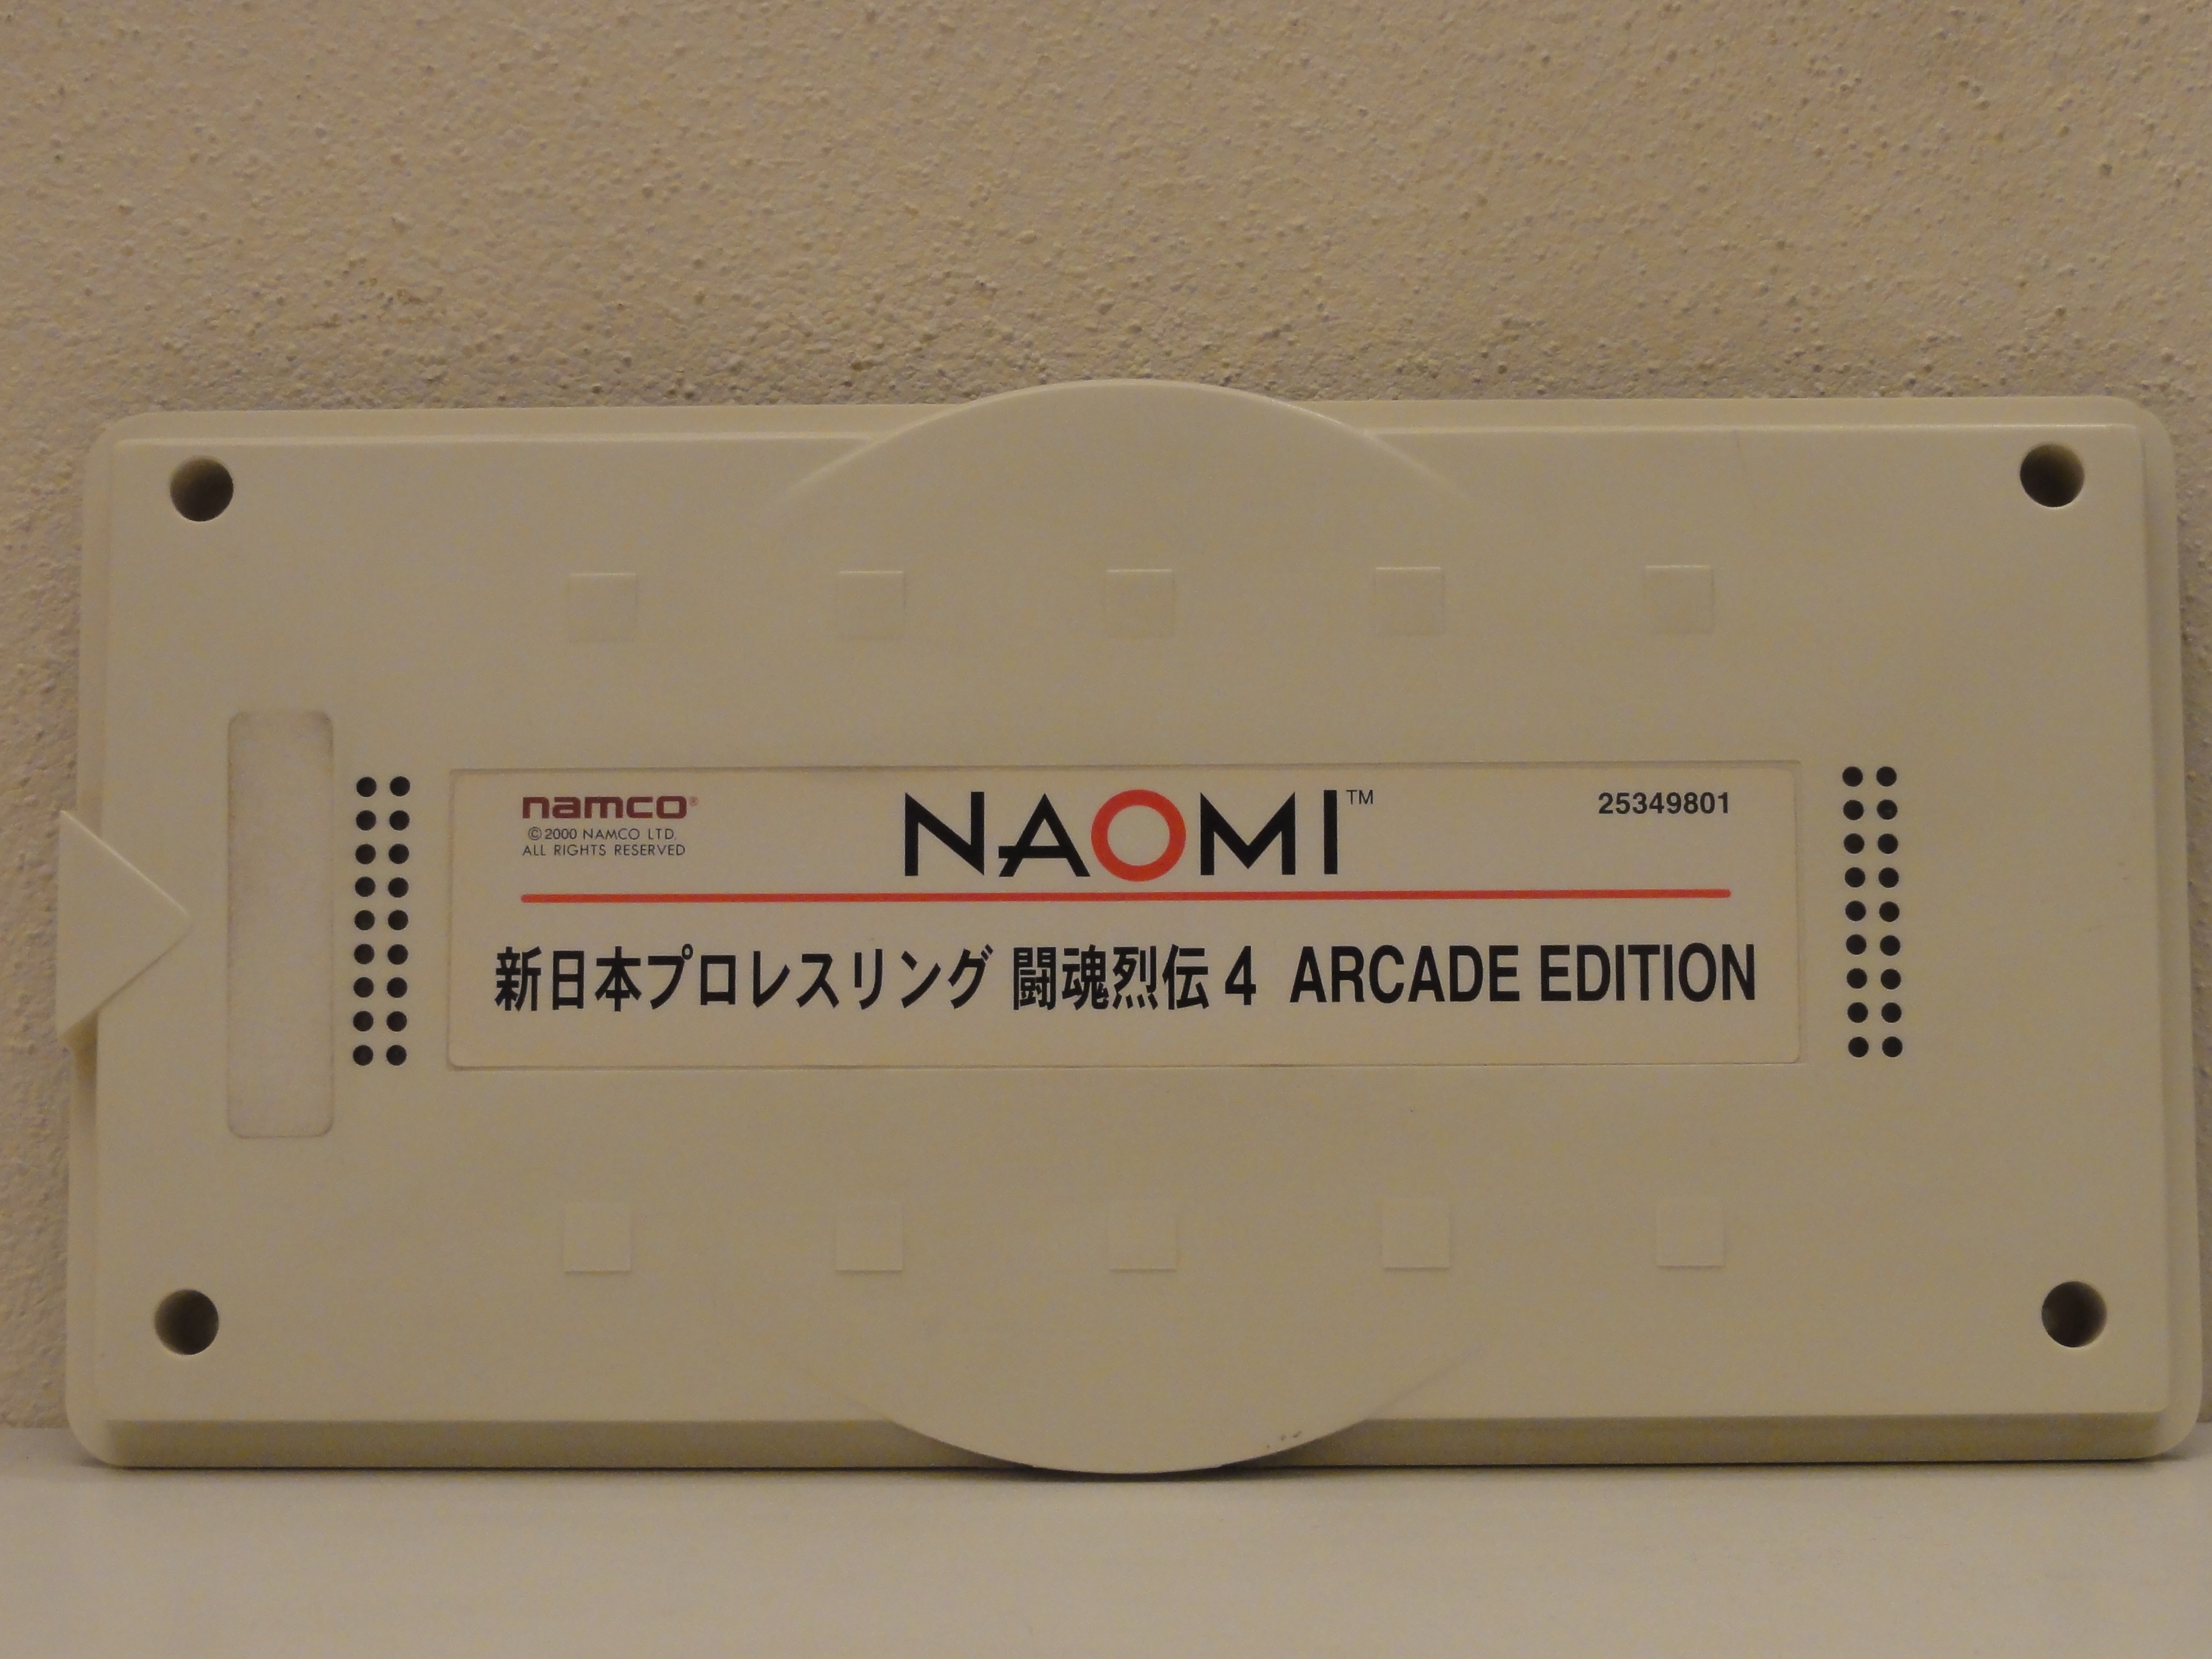 namco®
©2000 NAMCO LTD.
ALL RIGHTS RESERVED
NAOMI™
25349801
新日本プロレスリング 闘魂烈伝4 ARCADE EDITION